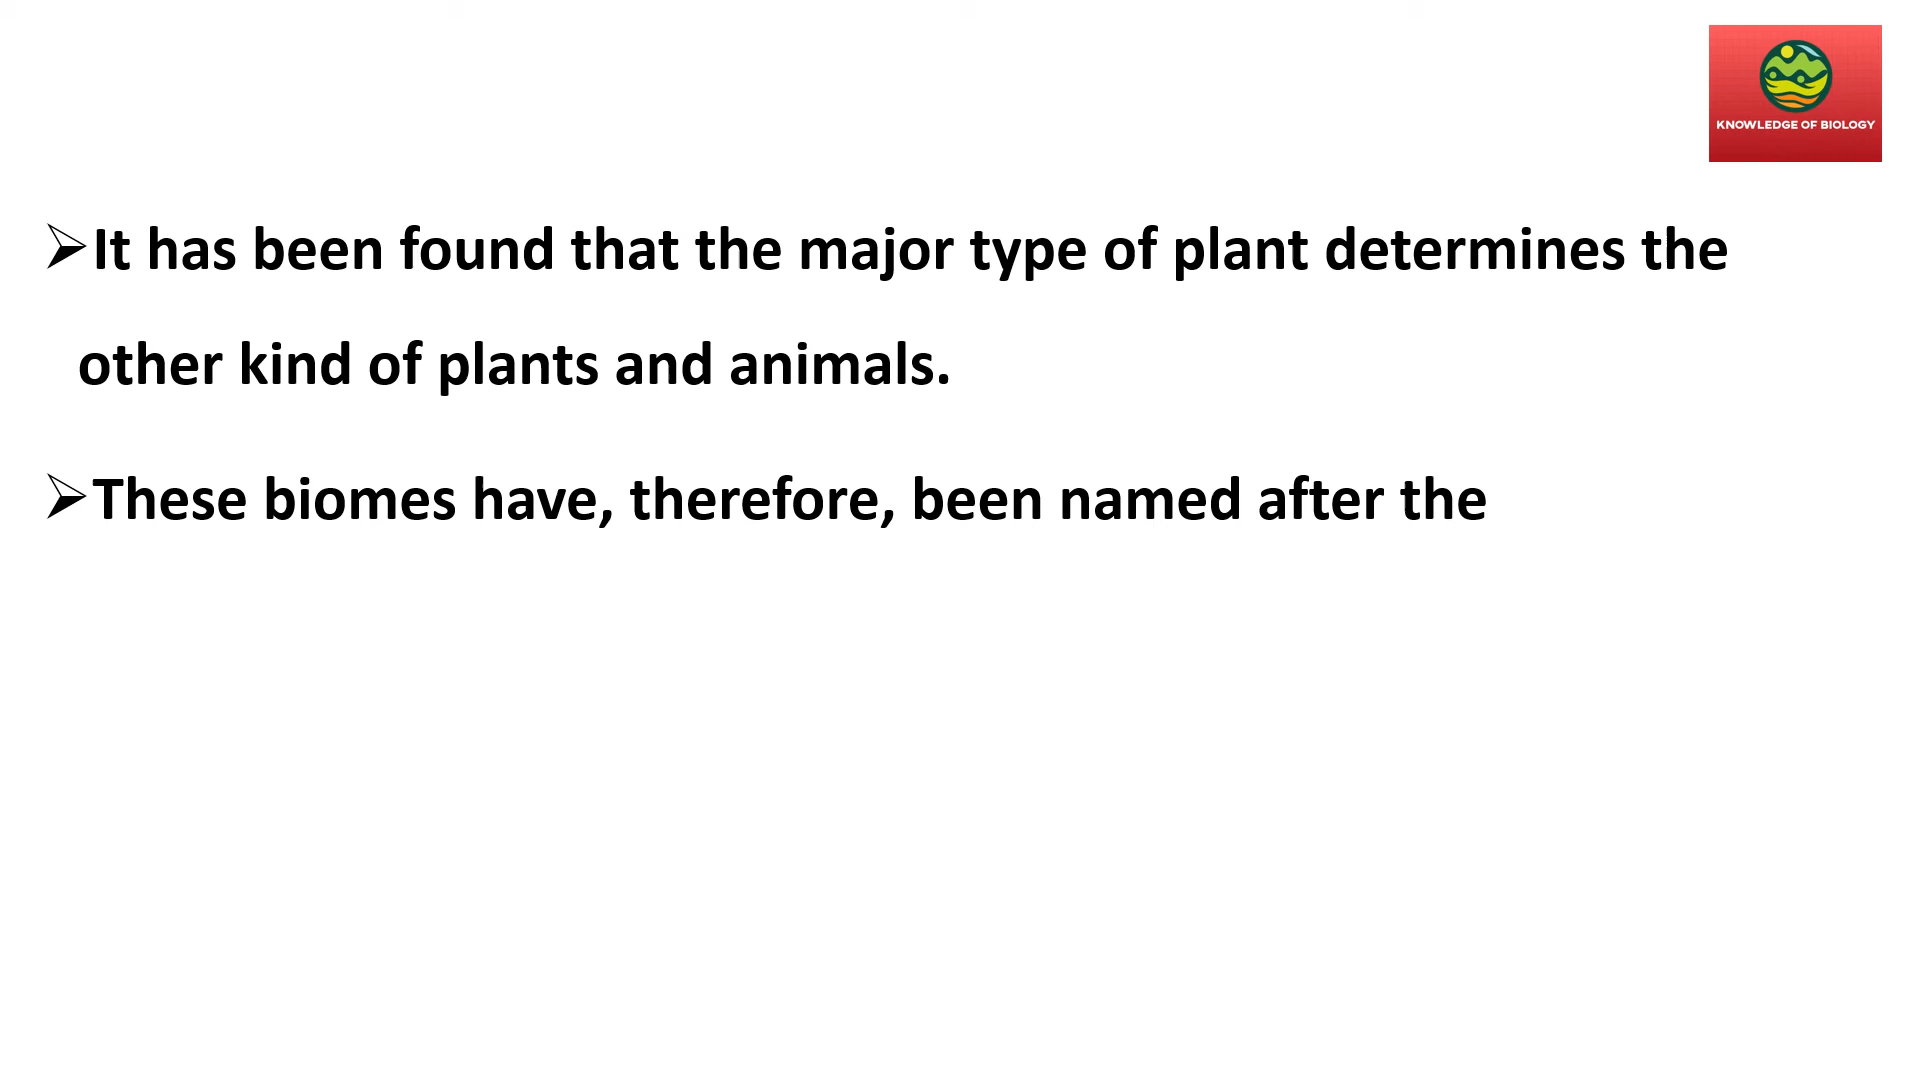 KNOWLEDGE OF BIOLOGY
➢It has been found that the major type of plant determines the
other kind of plants and animals.
➢These biomes have, therefore, been named after the